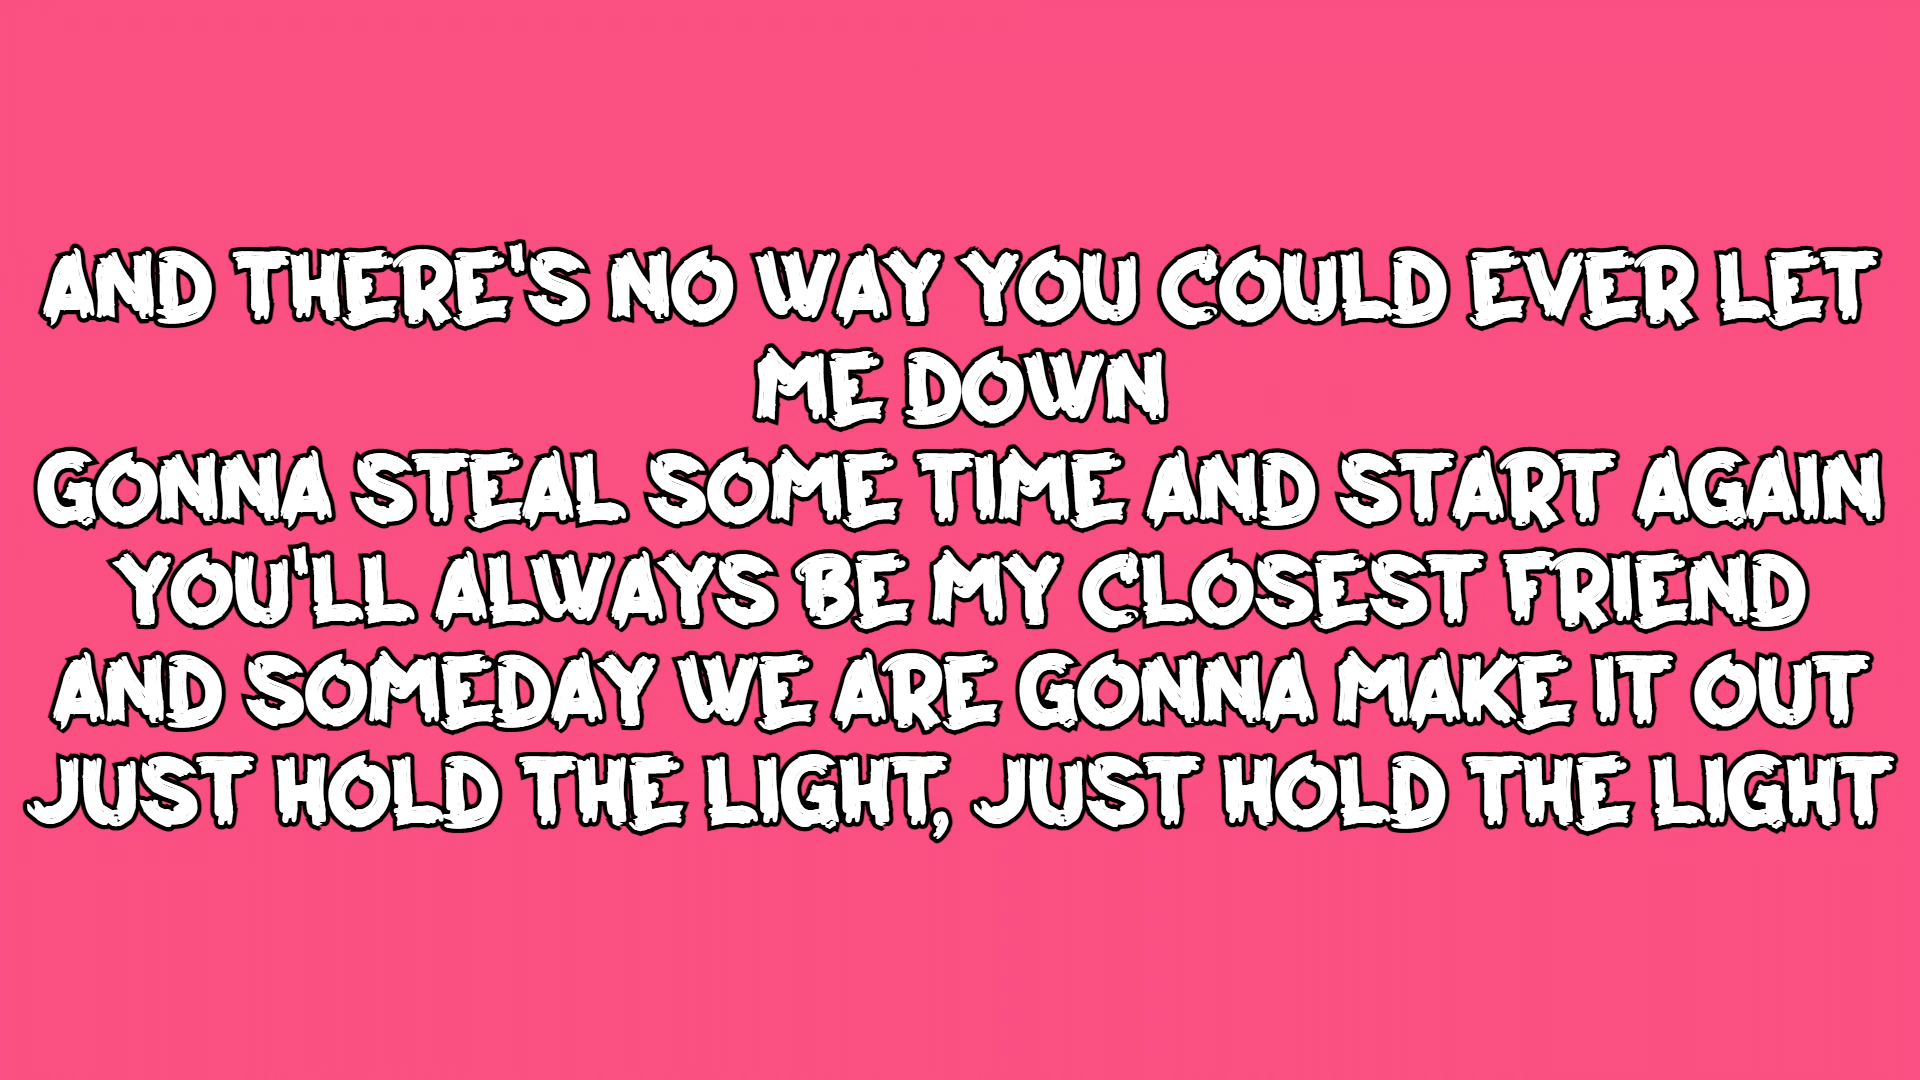 AND THERE'S NO WAY YOU COULD EVER LET
ME DOWN
GONNA STEAL SOME TIME AND START AGAIN
YOU'LL ALWAYS BE MY CLOSEST FRIEND
AND SOMEDAY WE ARE GONNA MAKE IT OUT
JUST HOLD THE LIGHT, JUST HOLD THE LIGHT